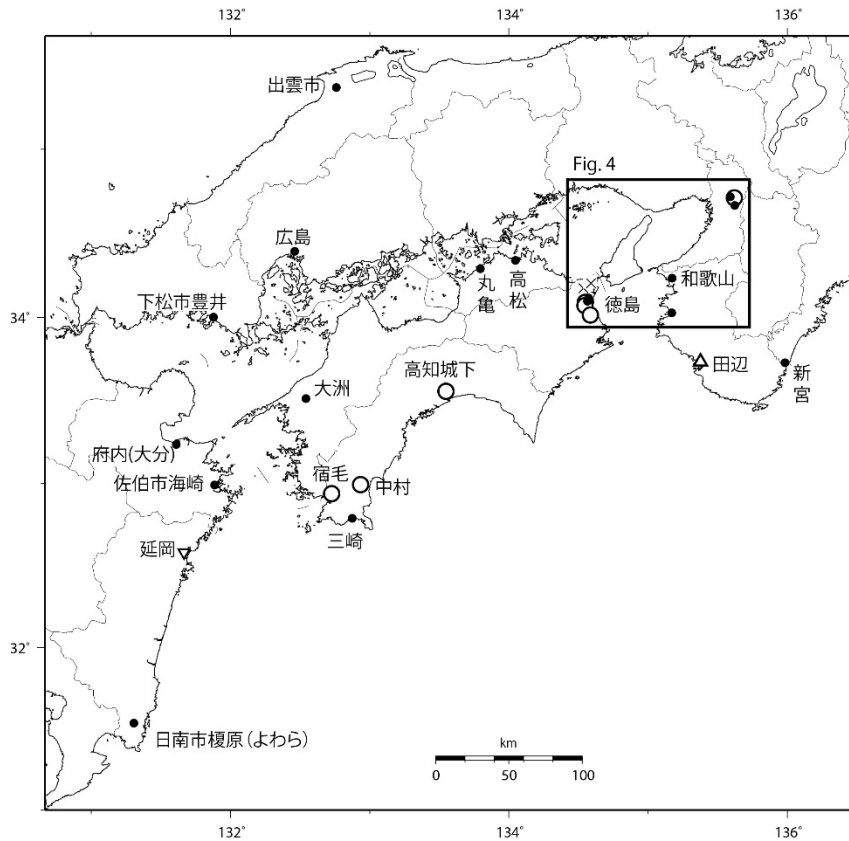 132°
134°
136°
出雲市
Fig. 4
広島
丸亀
高松
和歌山
下松市豊井
徳島
34°
34°
高知城下
田辺
新宮
大洲
府内(大分)
宿毛
中村
佐伯市海崎
三崎
延岡
32°
32°
日南市榎原(よわら)
km
0 50 100
132°
134°
136°